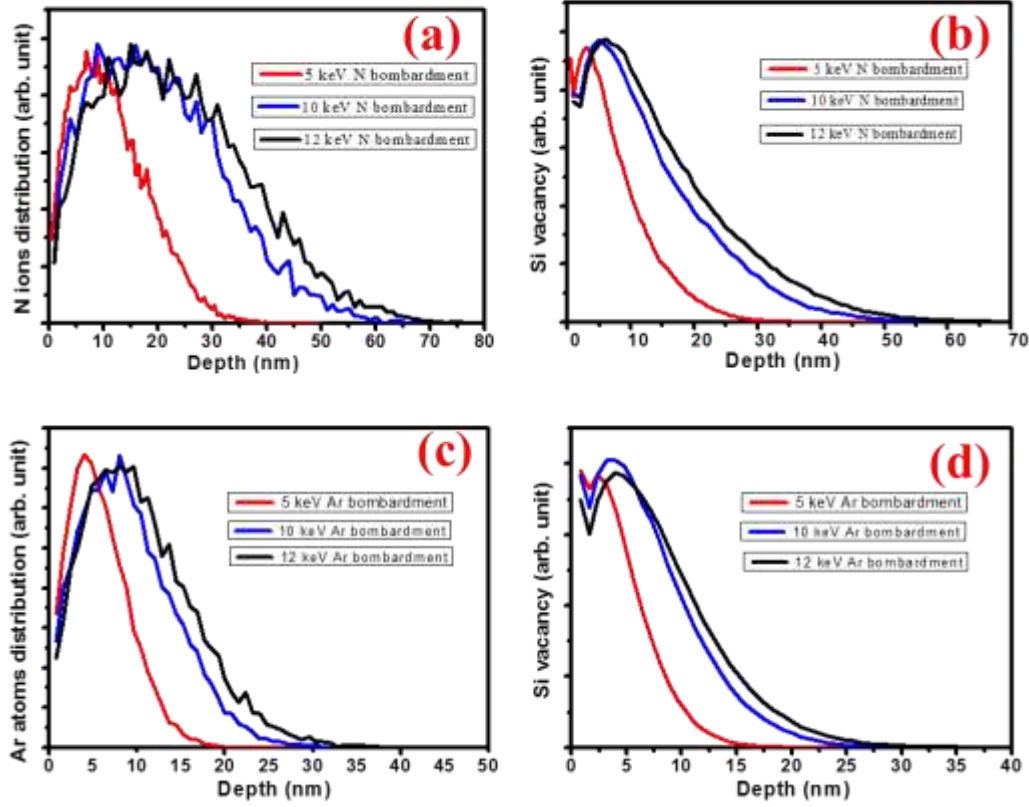 (a)
N ions distribution (arb. unit)
5 keV N bombardment
10 keV N bombardment
12 keV N bombardment
0 10 20 30 40 50 60 70 80
Depth (nm)
(b)
Si vacancy (arb. unit)
5 keV N bombardment
10 keV N bombardment
12 keV N bombardment
0 10 20 30 40 50 60 70
Depth (nm)
(c)
Ar atoms distribution (arb. unit)
5 keV Ar bombardment
10 keV Ar bombardment
12 keV Ar bombardment
0 5 10 15 20 25 30 35 40 45 50
Depth (nm)
(d)
Si vacancy (arb. unit)
5 keV Ar bombardment
10 keV Ar bombardment
12 keV Ar bombardment
0 5 10 15 20 25 30 35 40
Depth (nm)